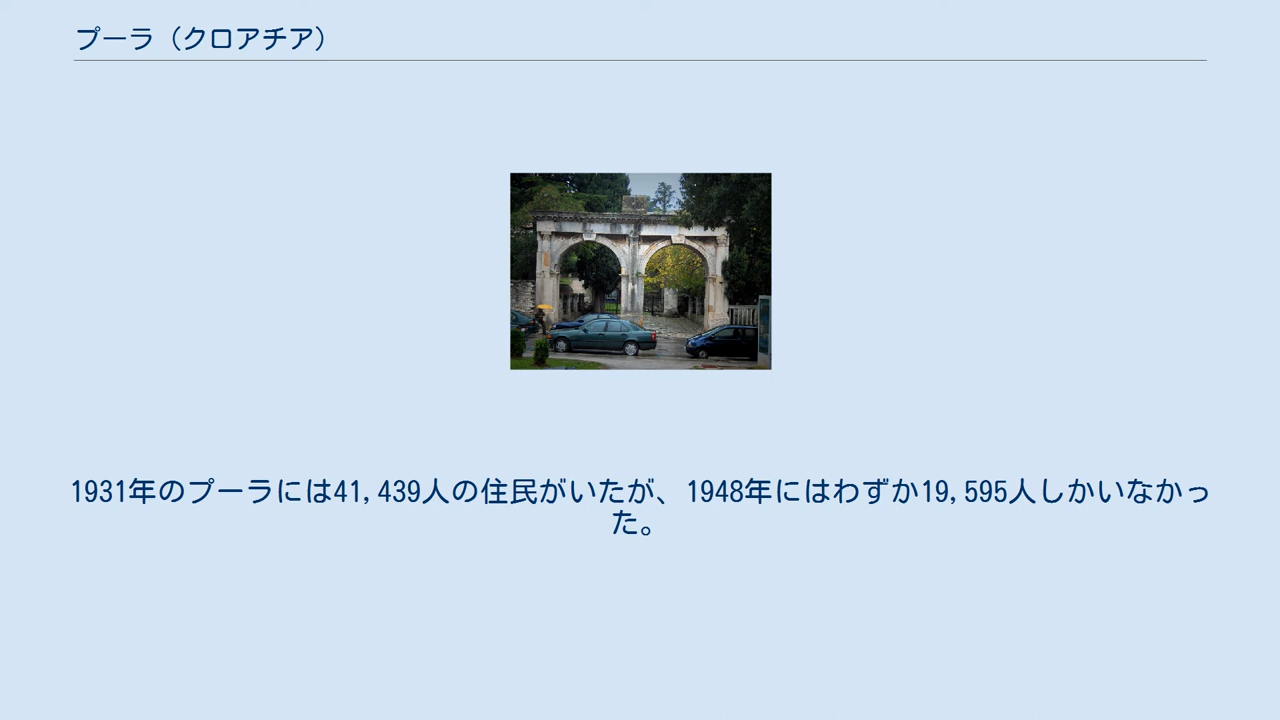 プーラ（クロアチア）
1931年のプーラには41,439人の住民がいたが、1948年にはわずか19,595人しかいなかっ
た。